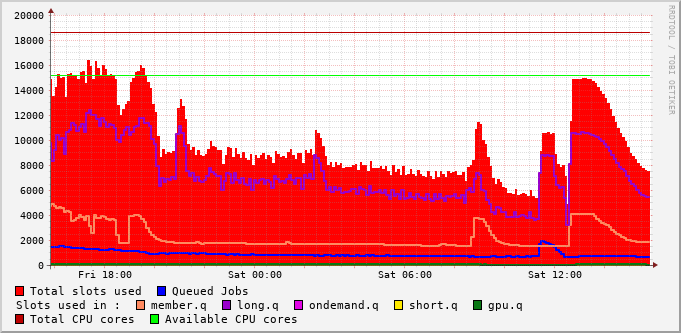 20000
18000
16000
14000
12000
10000
8000
6000
4000
2000
0
Fri 18:00 Sat 00:00 Sat 06:00 Sat 12:00
RRDTOOL / TOBI OETIKER
Total slots used Queued Jobs
Slots used in : member.q long.q ondemand.q short.q gpu.q
Total CPU cores Available CPU cores